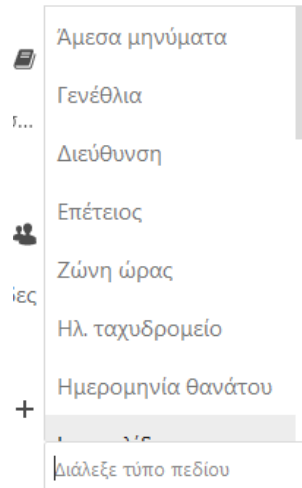 Άμεσα μηνύματα
Γενέθλια
Διεύθυνση
Επέτειος
Ζώνη ώρας
Ηλ. ταχυδρομείο
Ημερομηνία θανάτου
Διάλεξε τύπο πεδίου